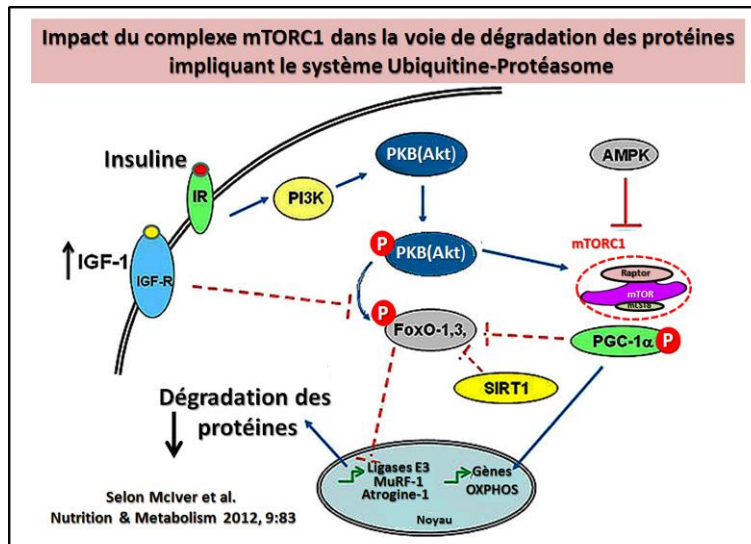 Impact du complexe mTORC1 dans la voie de dégradation des protéines
impliquant le système Ubiquitine-Protéasome
Insuline
IR
PI3K
PKB(Akt)
AMPK
IGF-1
IGF-R
P
PKB(Akt)
mTORC1
Raptor
mTOR
mLST8
P
FoxO-1,3,
PGC-1α
P
SIRT1
Dégradation des
protéines
Ligases E3
MuRF-1
Atrogine-1
Gènes
OXPHOS
Noyau
Selon McIver et al.
Nutrition & Metabolism 2012, 9:83